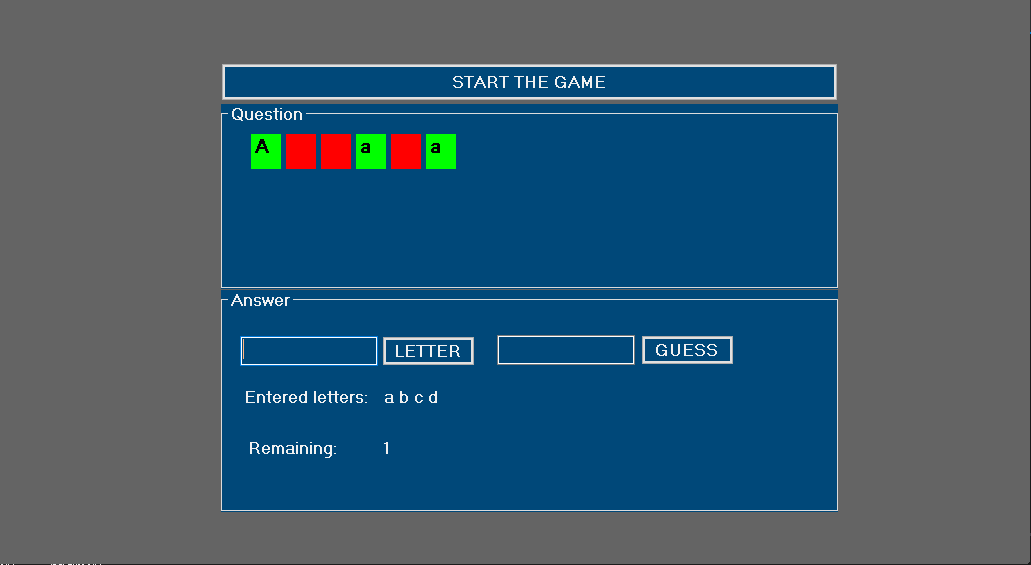 START THE GAME
Question
A a a
Answer
LETTER GUESS
Entered letters: a b c d
Remaining: 1